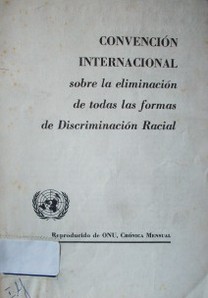 CONVENCIÓN
INTERNACIONAL
sobre la eliminación
de todas las formas
de Discriminación Racial
Reproducido de ONU, CRÓNICA MENSUAL